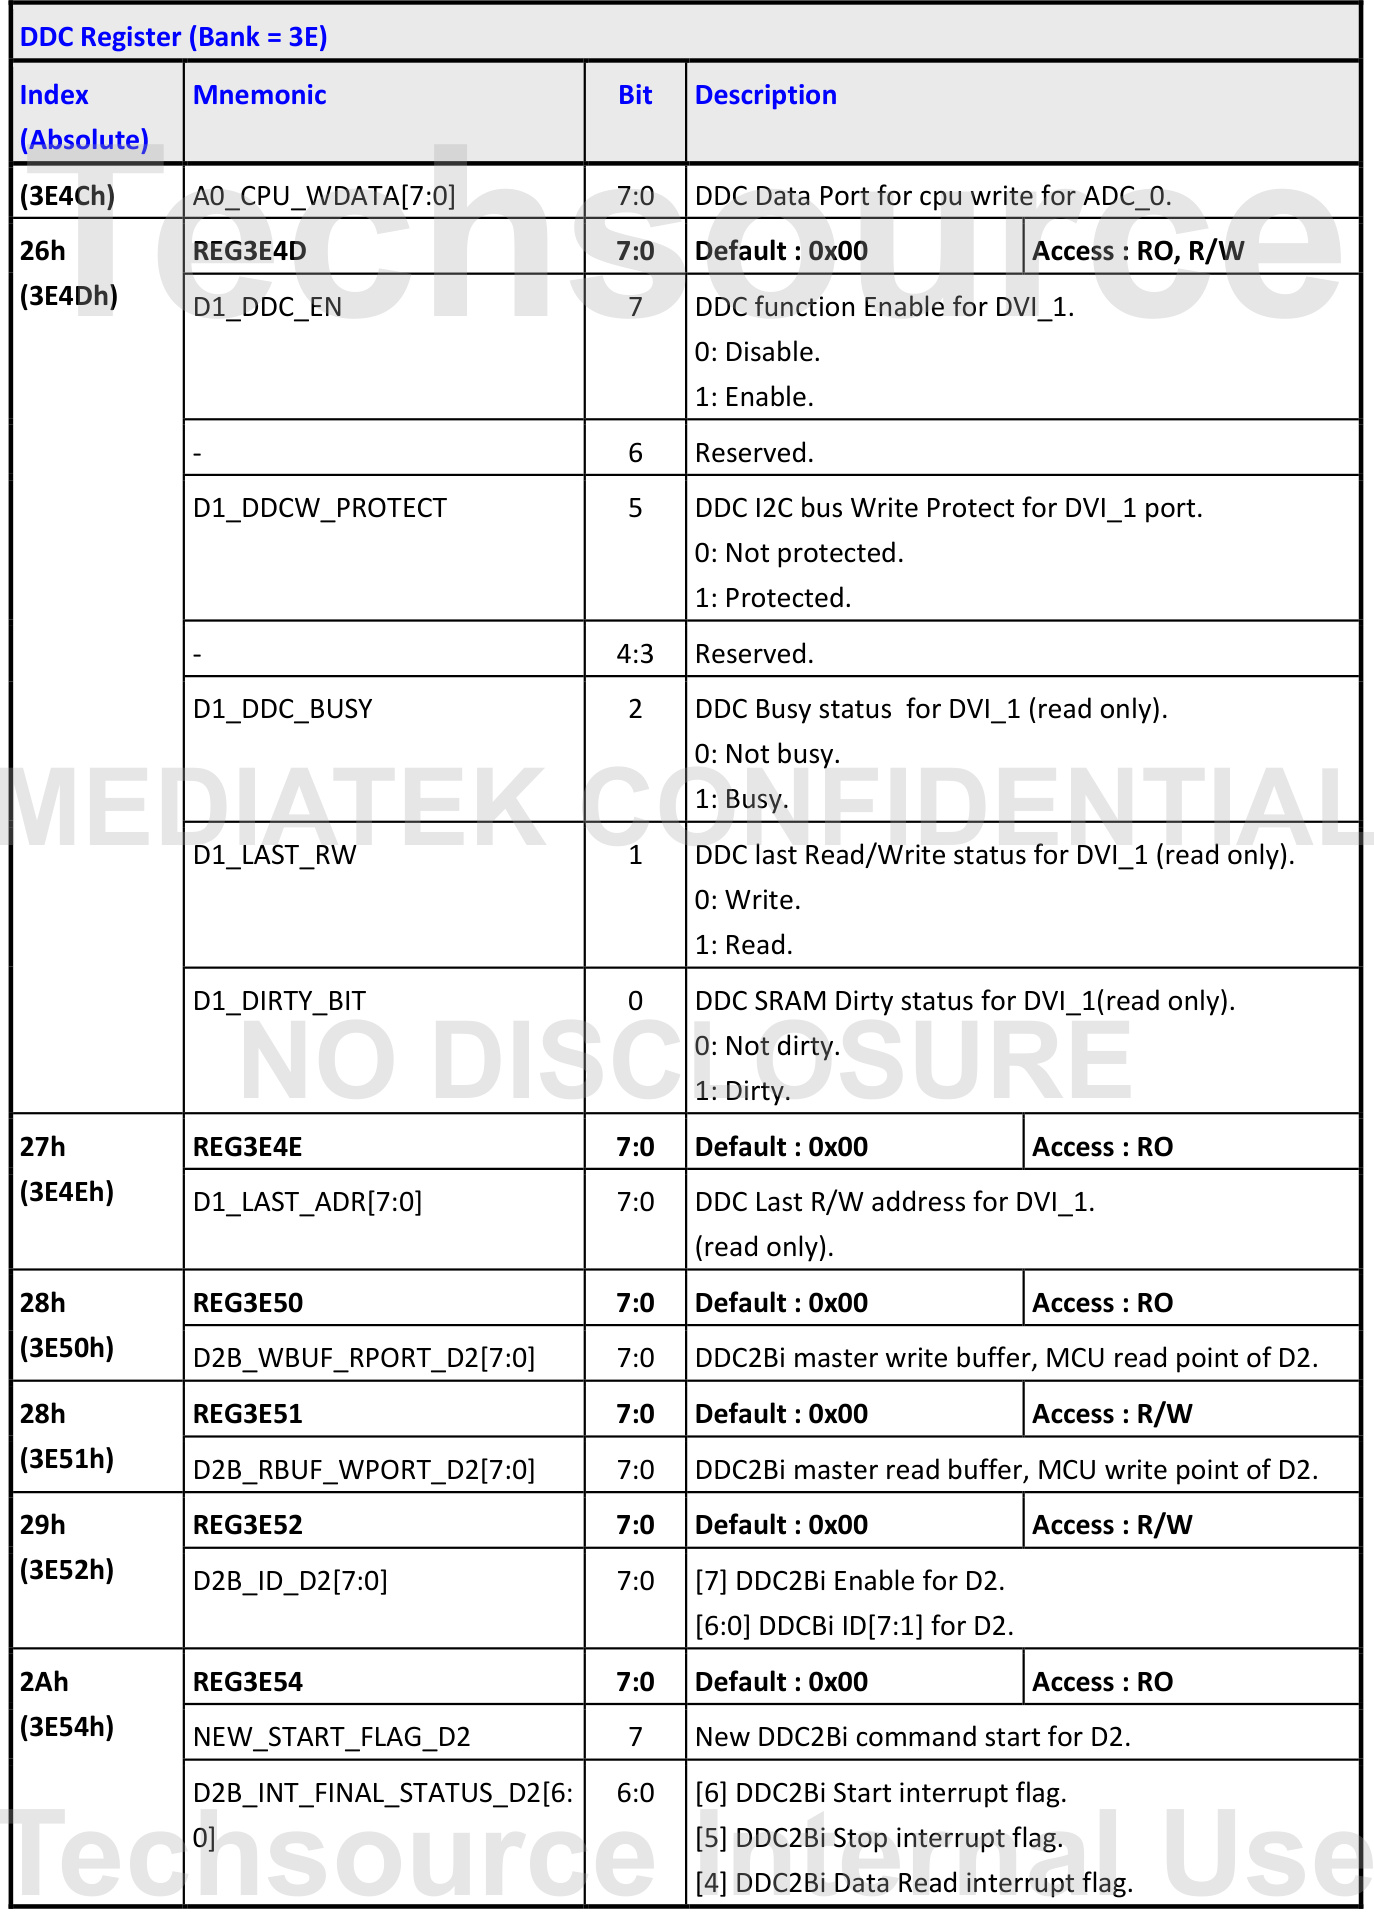 DDC Register (Bank = 3E)
Index (Absolute) Mnemonic Bit Description
(3E4Ch) A0_CPU_WDATA[7:0] 7:0 DDC Data Port for cpu write for ADC_0.
26h (3E4Dh) REG3E4D 7:0 Default : 0x00 Access : RO, R/W
D1_DDC_EN 7 DDC function Enable for DVI_1.
0: Disable.
1: Enable.
- 6 Reserved.
D1_DDCW_PROTECT 5 DDC I2C bus Write Protect for DVI_1 port.
0: Not protected.
1: Protected.
- 4:3 Reserved.
D1_DDC_BUSY 2 DDC Busy status  for DVI_1 (read only).
0: Not busy.
1: Busy.
D1_LAST_RW 1 DDC last Read/Write status for DVI_1 (read only).
0: Write.
1: Read.
D1_DIRTY_BIT 0 DDC SRAM Dirty status for DVI_1(read only).
0: Not dirty.
1: Dirty.
27h (3E4Eh) REG3E4E 7:0 Default : 0x00 Access : RO
D1_LAST_ADR[7:0] 7:0 DDC Last R/W address for DVI_1.
(read only).
28h (3E50h) REG3E50 7:0 Default : 0x00 Access : RO
D2B_WBUF_RPORT_D2[7:0] 7:0 DDC2Bi master write buffer, MCU read point of D2.
28h (3E51h) REG3E51 7:0 Default : 0x00 Access : R/W
D2B_RBUF_WPORT_D2[7:0] 7:0 DDC2Bi master read buffer, MCU write point of D2.
29h (3E52h) REG3E52 7:0 Default : 0x00 Access : R/W
D2B_ID_D2[7:0] 7:0 [7] DDC2Bi Enable for D2.
[6:0] DDCBi ID[7:1] for D2.
2Ah (3E54h) REG3E54 7:0 Default : 0x00 Access : RO
NEW_START_FLAG_D2 7 New DDC2Bi command start for D2.
D2B_INT_FINAL_STATUS_D2[6:0] 6:0 [6] DDC2Bi Start interrupt flag.
[5] DDC2Bi Stop interrupt flag.
[4] DDC2Bi Data Read interrupt flag.
Techsource
MEDIATEK CONFIDENTIAL
NO DISCLOSURE
Techsource Internal Use